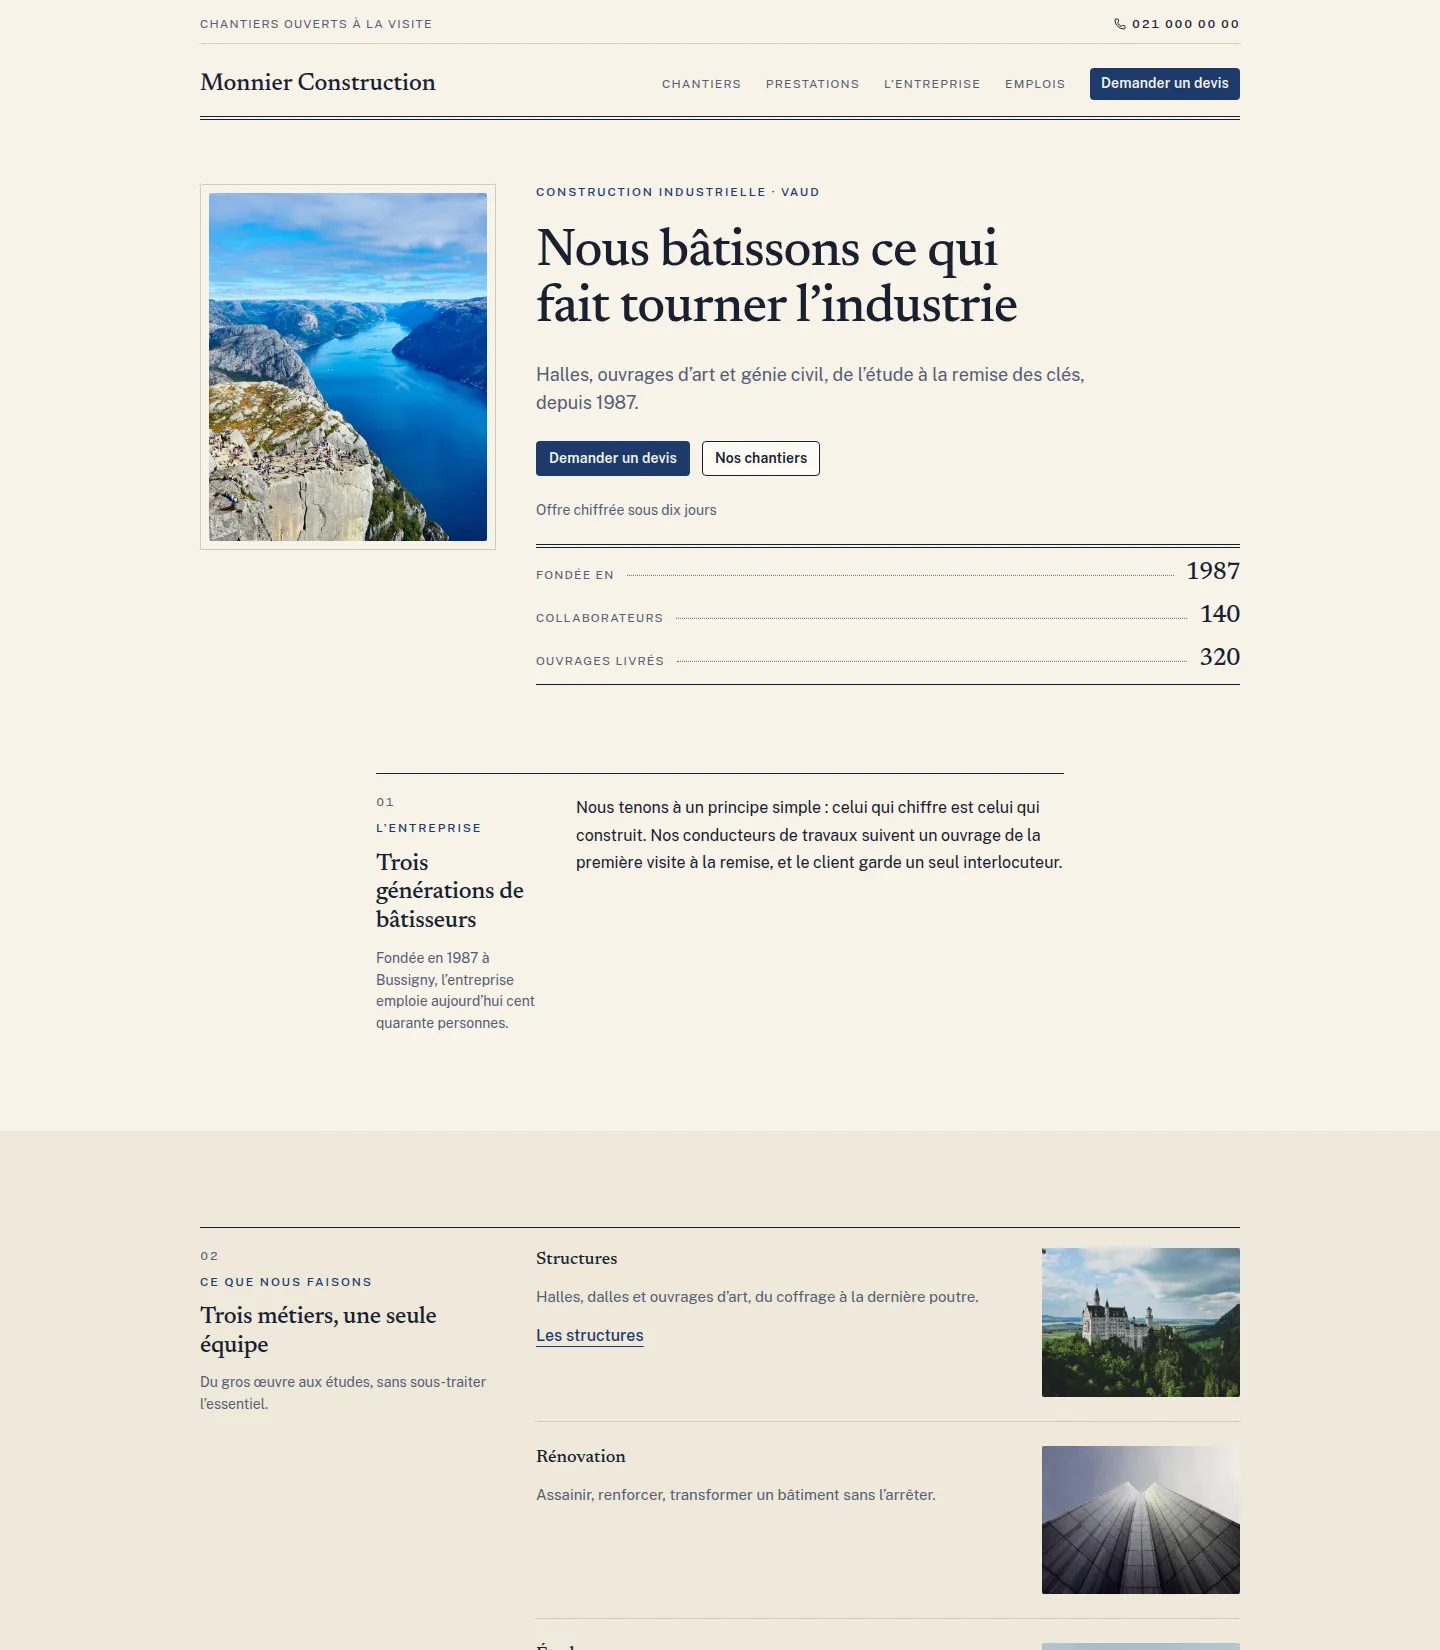 CHANTIERS OUVERTS À LA VISITE
021 000 00 00
Monnier Construction
CHANTIERS
PRESTATIONS
L’ENTREPRISE
EMPLOIS
Demander un devis
CONSTRUCTION INDUSTRIELLE · VAUD
Nous bâtissons ce qui
fait tourner l’industrie
Halles, ouvrages d’art et génie civil, de l’étude à la remise des clés,
depuis 1987.
Demander un devis
Nos chantiers
Offre chiffrée sous dix jours
FONDÉE EN 1987
COLLABORATEURS 140
OUVRAGES LIVRÉS 320
01
L’ENTREPRISE
Trois
générations de
bâtisseurs
Fondée en 1987 à
Bussigny, l’entreprise
emploie aujourd’hui cent
quarante personnes.
Nous tenons à un principe simple : celui qui chiffre est celui qui
construit. Nos conducteurs de travaux suivent un ouvrage de la
première visite à la remise, et le client garde un seul interlocuteur.
02
CE QUE NOUS FAISONS
Trois métiers, une seule
équipe
Du gros œuvre aux études, sans sous-traiter
l’essentiel.
Structures
Halles, dalles et ouvrages d’art, du coffrage à la dernière poutre.
Les structures
Rénovation
Assainir, renforcer, transformer un bâtiment sans l’arrêter.